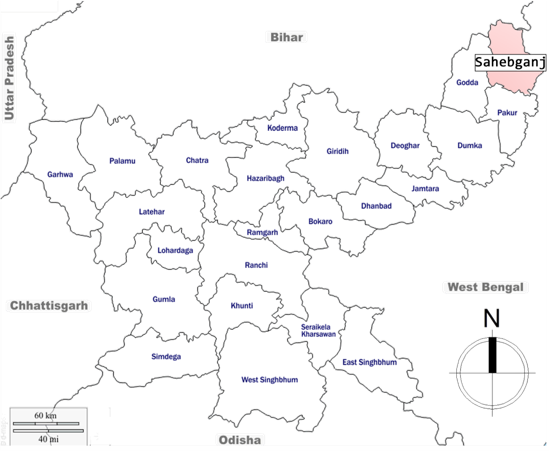 Bihar
Uttar Pradesh
Sahebganj
Godda
Pakur
Koderma
Giridih
Deoghar
Dumka
Palamu
Chatra
Garhwa
Hazaribagh
Jamtara
Dhanbad
Latehar
Bokaro
Ramgarh
Lohardaga
Ranchi
West Bengal
Chhattisgarh
Gumla
Khunti
N
Seraikela
Kharsawan
Simdega
East Singhbhum
West Singhbhum
60 km
40 mi
Odisha